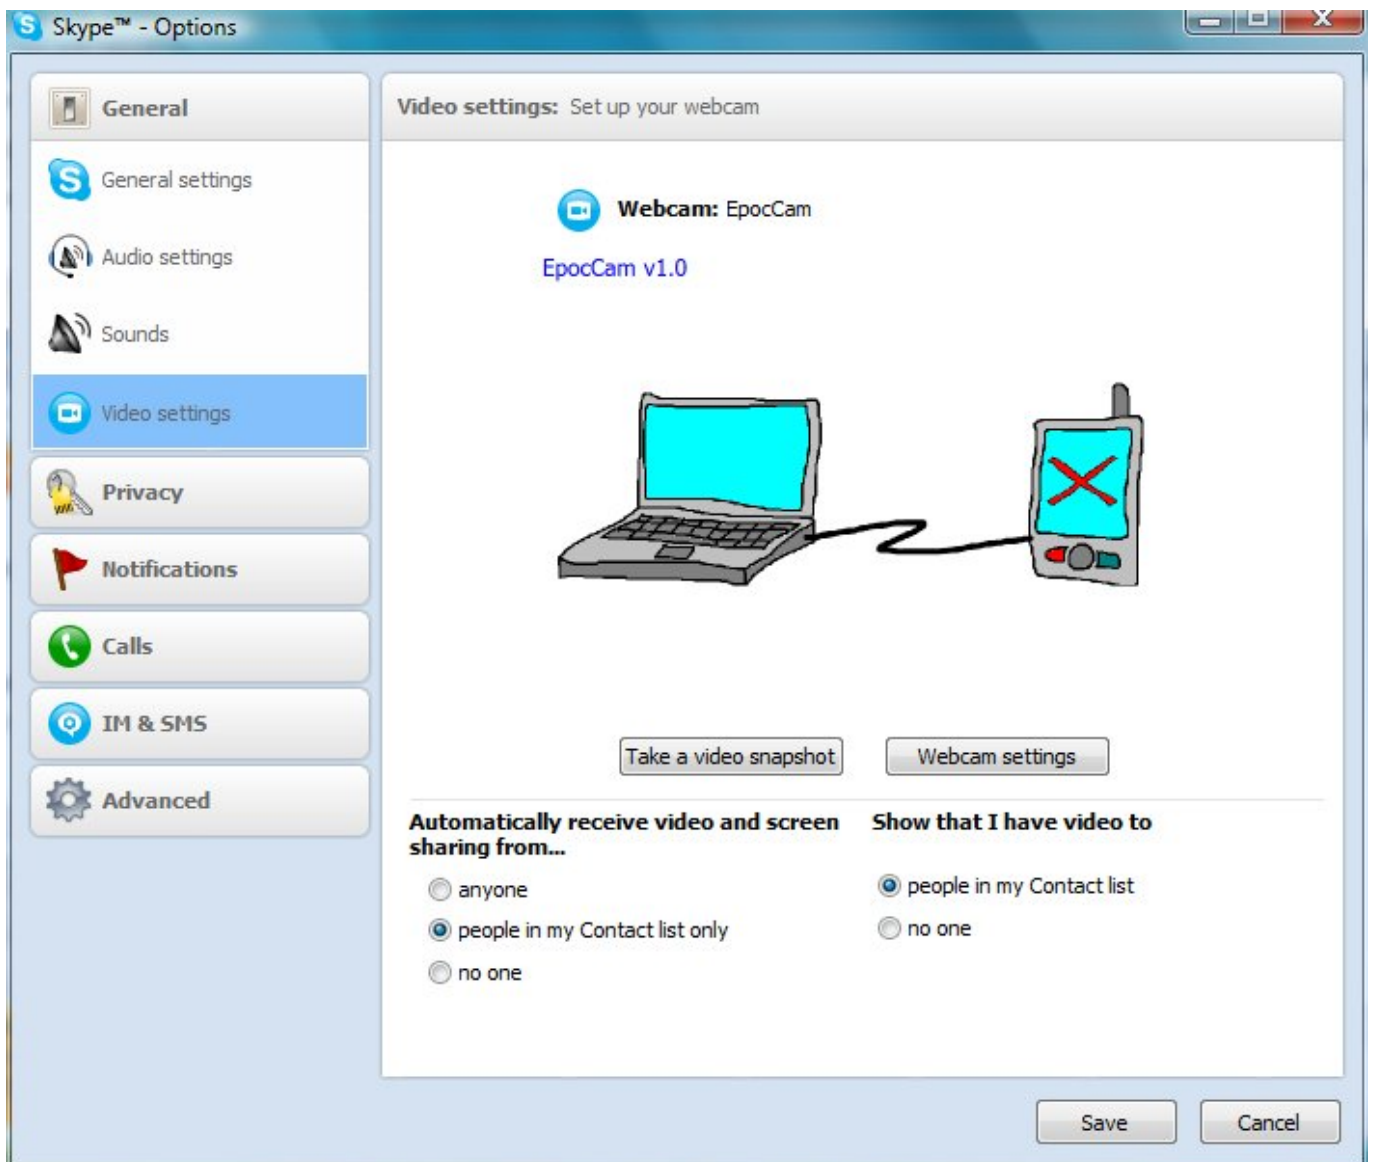 Skype™ - Options
General
General settings
Audio settings
Sounds
Video settings
Privacy
Notifications
Calls
IM & SMS
Advanced
Video settings: Set up your webcam
Webcam: EpocCam
EpocCam v1.0
Take a video snapshot
Webcam settings
Automatically receive video and screen
sharing from...
anyone
people in my Contact list only
no one
Show that I have video to
people in my Contact list
no one
Save
Cancel